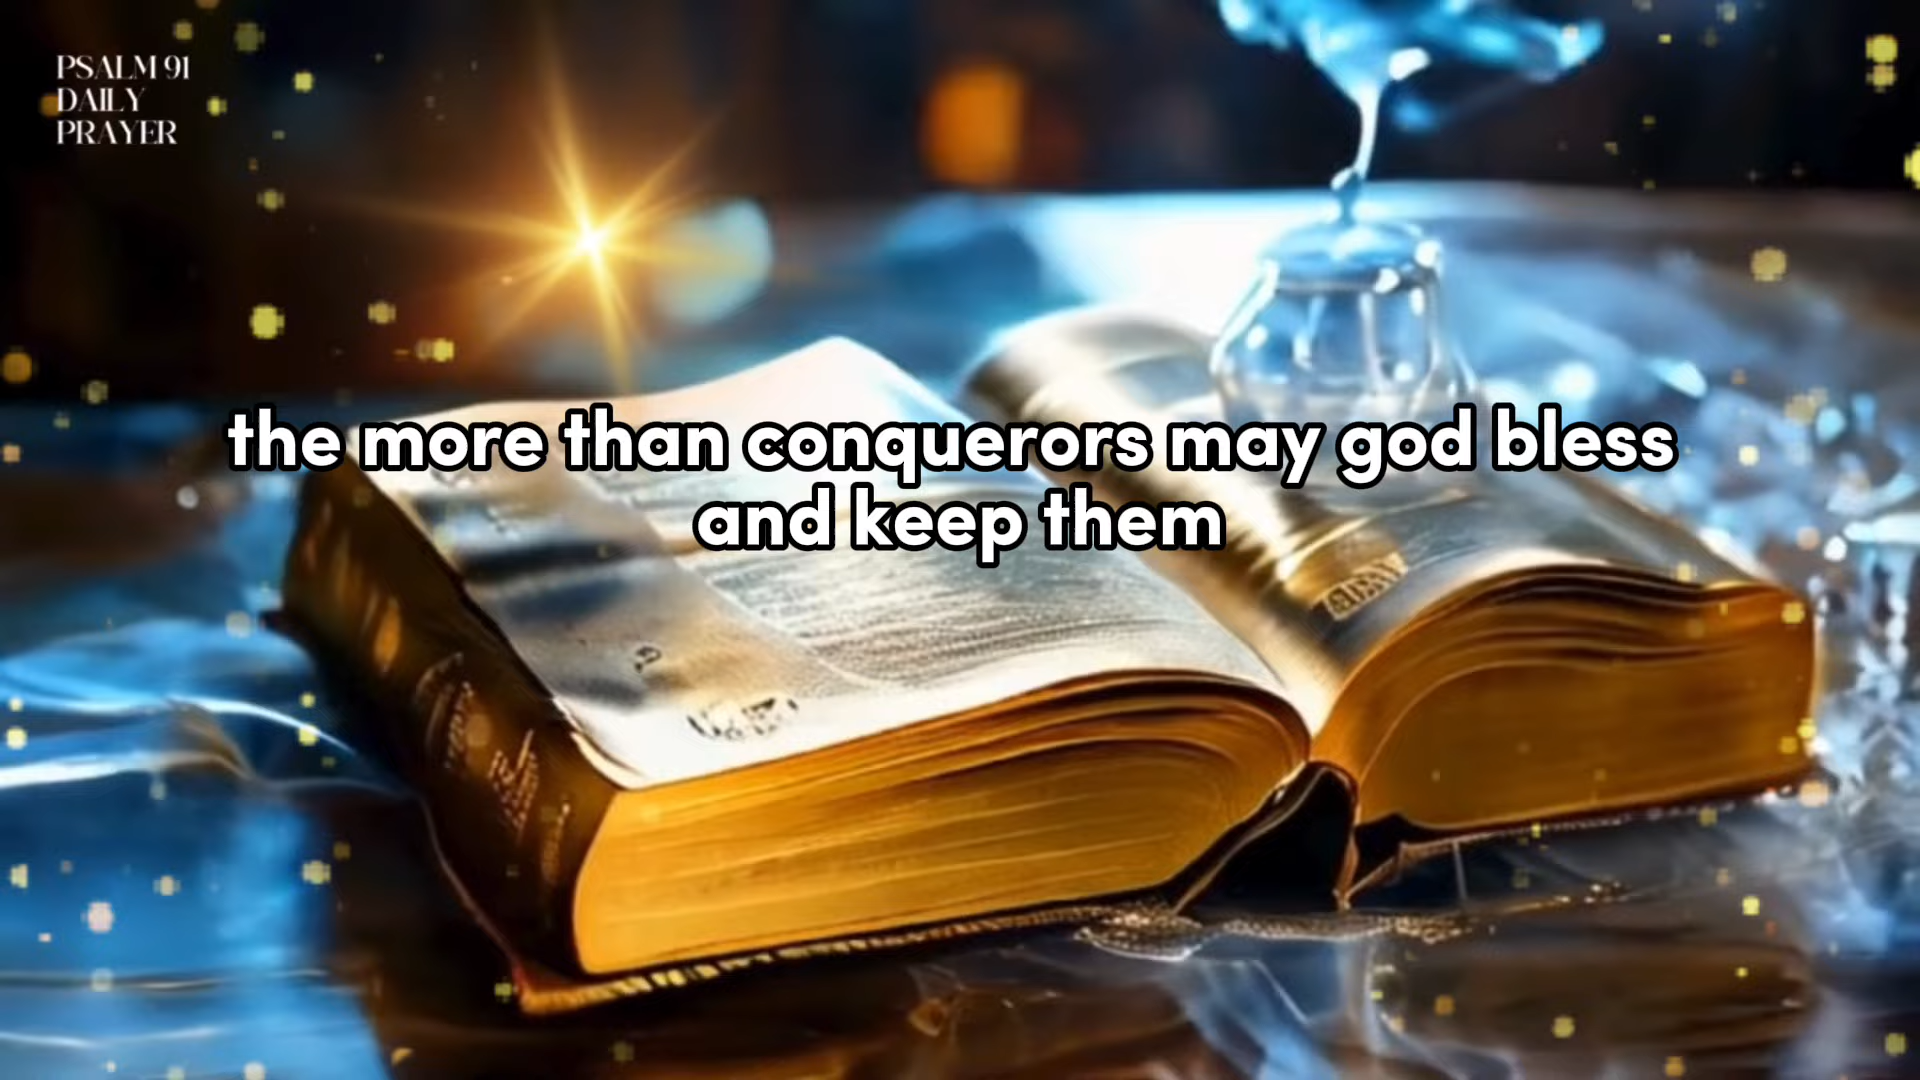 PSALM 91
DAILY
PRAYER
the more than conquerors may god bless
and keep them